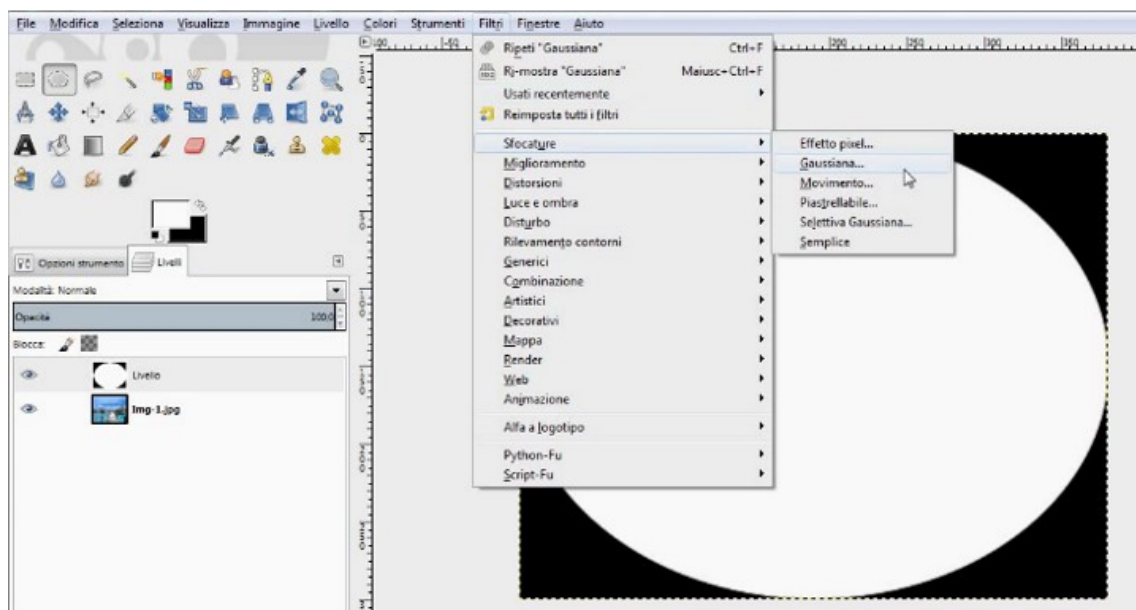 File Modifica Seleziona Visualizza Immagine Livello Colori Strumenti Filtri Finestre Aiuto
Ripeti "Gaussiana" Ctrl+F
Ri-mostra "Gaussiana" Maiusc+Ctrl+F
Usati recentemente
Reimposta tutti i filtri
Sfocature
Miglioramento
Distorsioni
Luce e ombra
Disturbo
Rilevamento contorni
Generici
Combinazione
Artistici
Decorativi
Mappa
Render
Web
Animazione
Alfa a logotipo
Python-Fu
Script-Fu
Effetto pixel...
Gaussiana...
Movimento...
Piastrellabile...
Selettiva Gaussiana...
Semplice
Opzioni strumento Livelli
Modalità: Normale
Opacità 100.0
Blocca:
Livello
Img-1.jpg